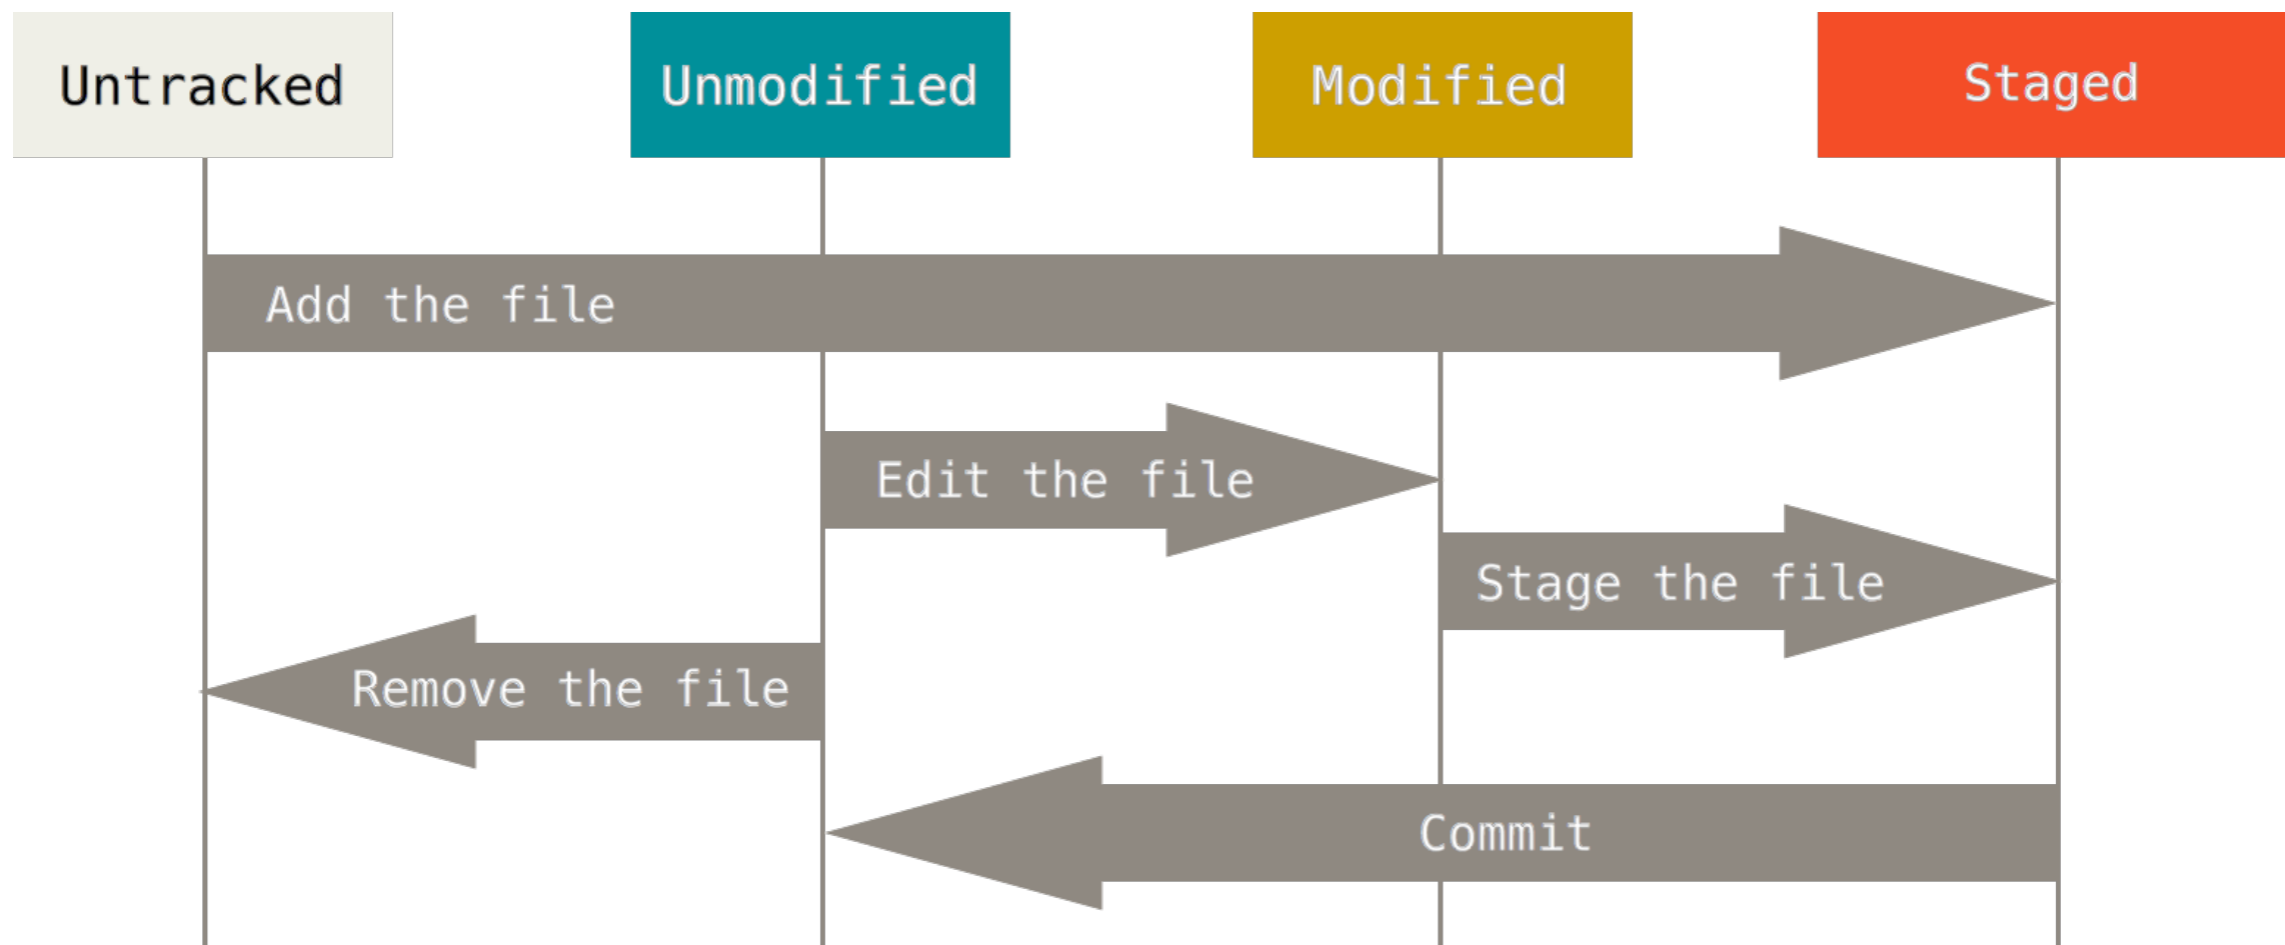 Untracked
Unmodified
Modified
Staged
Add the file
Edit the file
Stage the file
Remove the file
Commit